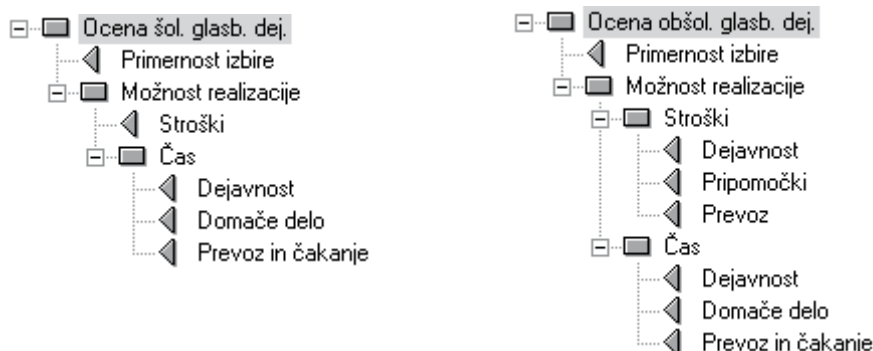 Ocena šol. glasb. dej.
Primernost izbire
Možnost realizacije
Stroški
Čas
Dejavnost
Domače delo
Prevoz in čakanje
Ocena obšol. glasb. dej.
Primernost izbire
Možnost realizacije
Stroški
Dejavnost
Pripomočki
Prevoz
Čas
Dejavnost
Domače delo
Prevoz in čakanje